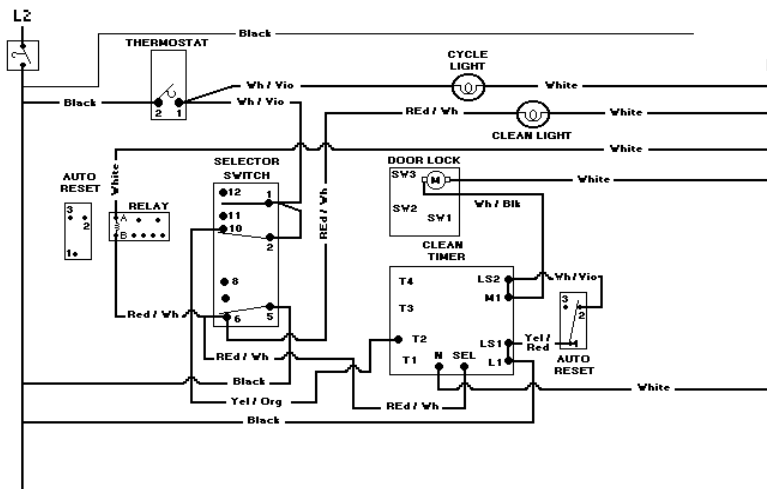 L2
Black
THERMOSTAT
CYCLE
LIGHT
Wh / Vio
White
Black
2 1
Wh / Vio
REd / Wh
White
CLEAN LIGHT
White
White
AUTO
RESET
SELECTOR
SWITCH
DOOR LOCK
SW3
M
White
3
2
1
RELAY
A
B
12
1
11
10
2
8
6
5
REd / Wh
SW2
SW1
Wh / Blk
CLEAN
TIMER
T4
LS2
Wh/Vio
M1
3
2
T3
T2
LS1
Yel /
Red
1
T1
N
SEL
L1
AUTO
RESET
Red / Wh
REd / Wh
Black
White
Yel / Org
REd / Wh
Black